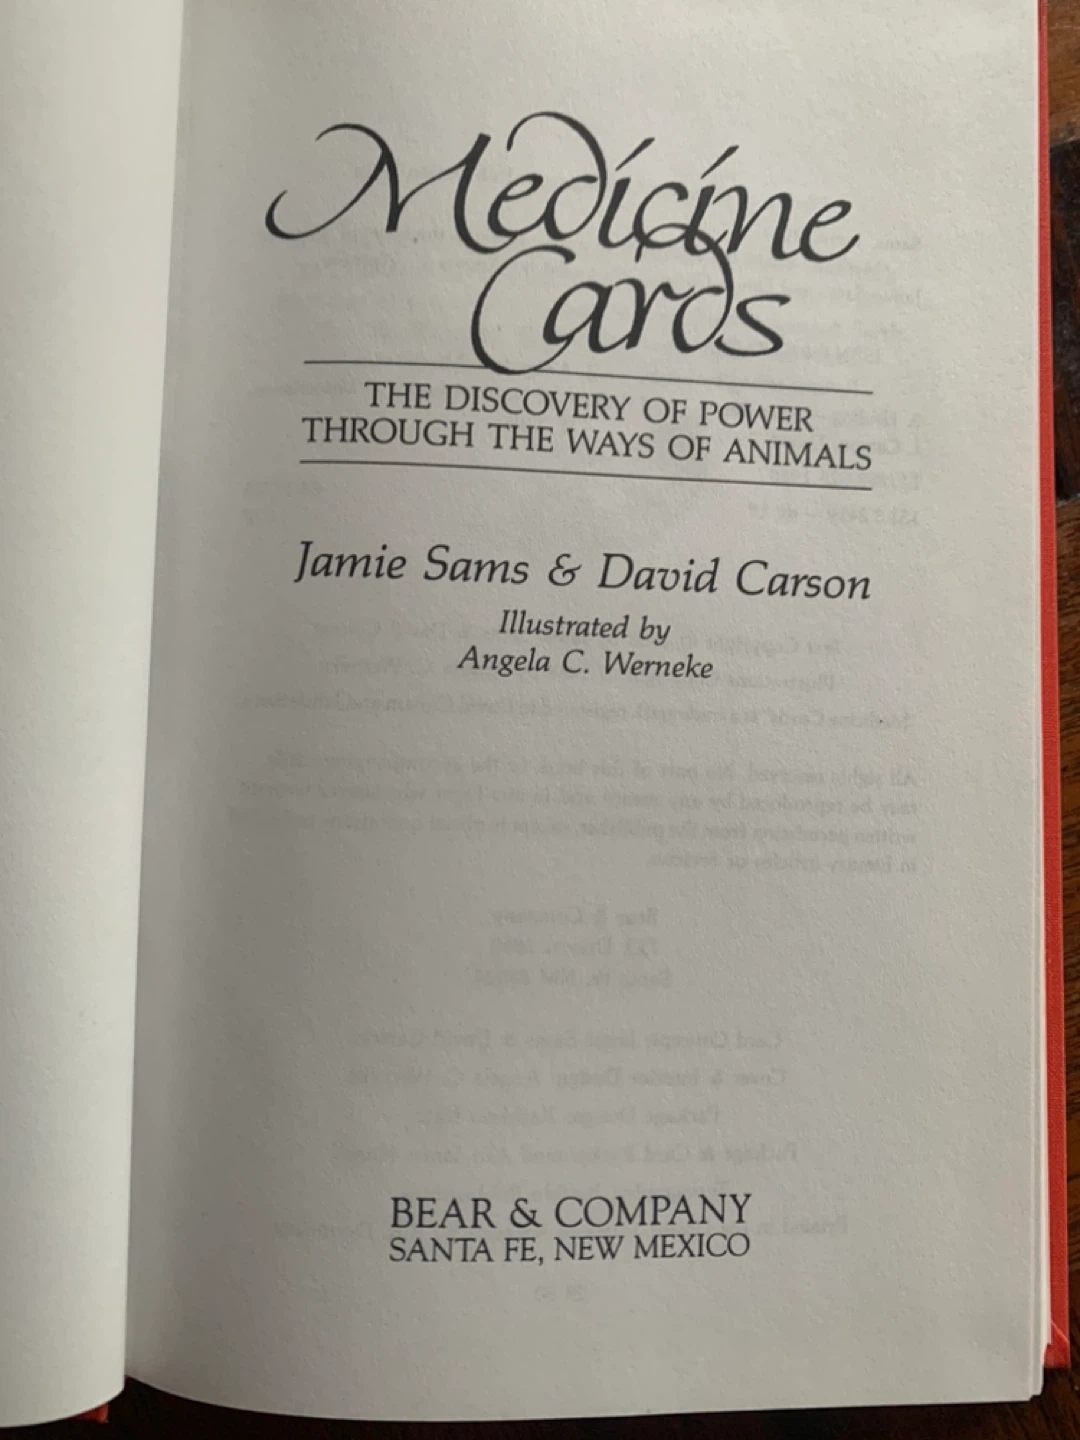 Medicine
Cards
THE DISCOVERY OF POWER
THROUGH THE WAYS OF ANIMALS
Jamie Sams & David Carson
Illustrated by
Angela C. Werneke
BEAR & COMPANY
SANTA FE, NEW MEXICO